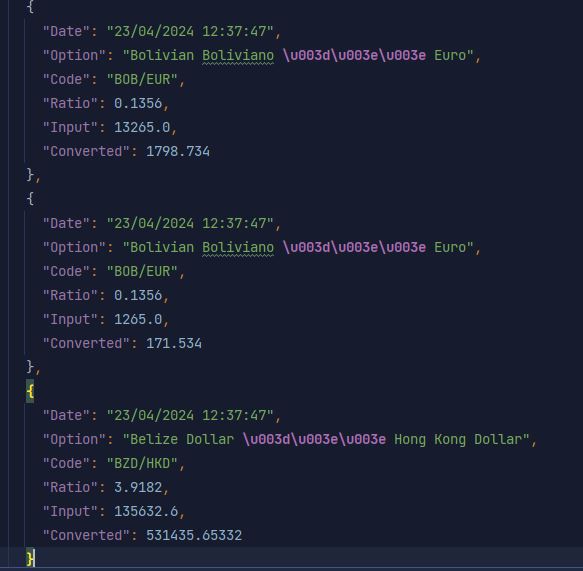 {
"Date": "23/04/2024 12:37:47",
"Option": "Bolivian Boliviano \u003d\u003e\u003e Euro",
"Code": "BOB/EUR",
"Ratio": 0.1356,
"Input": 13265.0,
"Converted": 1798.734
},
{
"Date": "23/04/2024 12:37:47",
"Option": "Bolivian Boliviano \u003d\u003e\u003e Euro",
"Code": "BOB/EUR",
"Ratio": 0.1356,
"Input": 1265.0,
"Converted": 171.534
},
{
"Date": "23/04/2024 12:37:47",
"Option": "Belize Dollar \u003d\u003e\u003e Hong Kong Dollar",
"Code": "BZD/HKD",
"Ratio": 3.9182,
"Input": 135632.6,
"Converted": 531435.65332
}